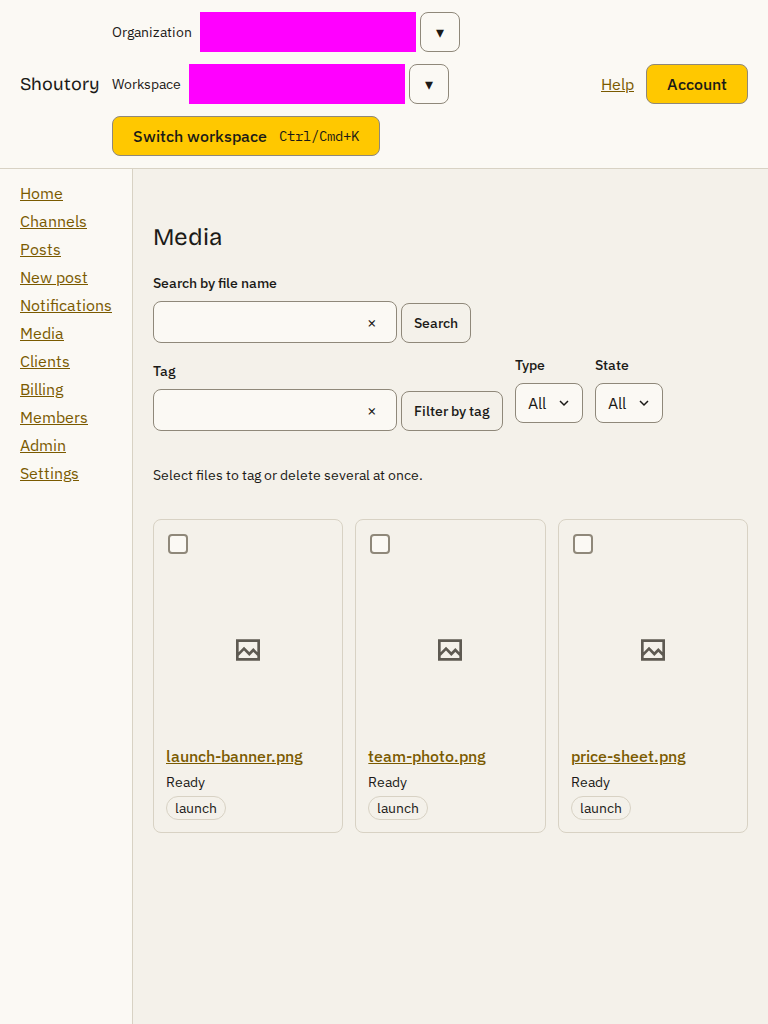 Organization ▼
Shoutory
Workspace ▼
Help
Account
Switch workspace Ctrl/Cmd+K
Home
Channels
Posts
New post
Notifications
Media
Clients
Billing
Members
Admin
Settings
Media
Search by file name
× Search
Tag
× Filter by tag
Type
All
State
All
Select files to tag or delete several at once.
launch-banner.png
Ready
launch
team-photo.png
Ready
launch
price-sheet.png
Ready
launch